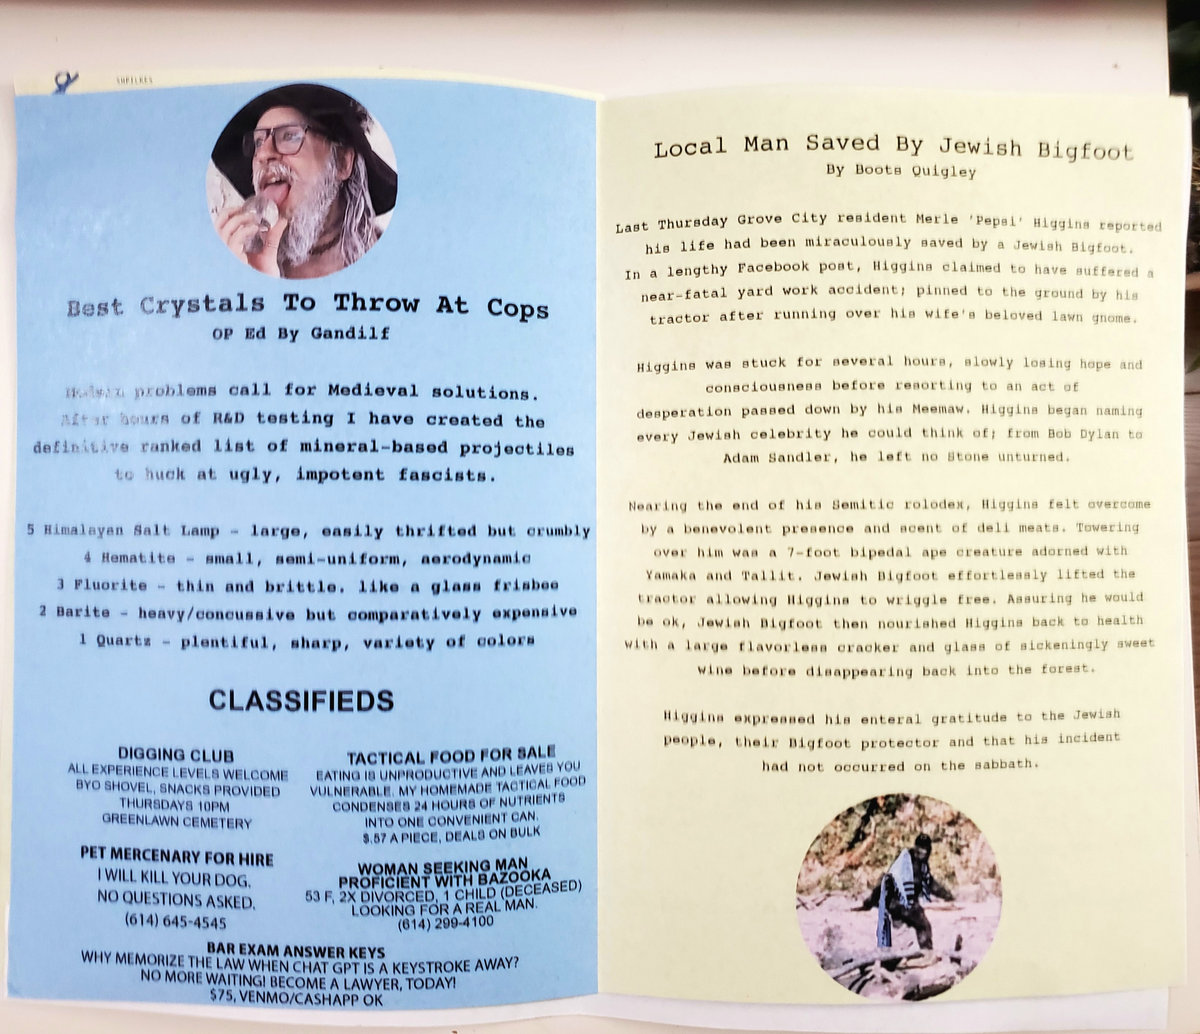 SHPILKES
Best Crystals To Throw At Cops
OP Ed By Gandilf
Modern problems call for Medieval solutions.
After hours of R&D testing I have created the
definitive ranked list of mineral-based projectiles
to huck at ugly, impotent fascists.
5 Himalayan Salt Lamp - large, easily thrifted but crumbly
4 Hematite - small, semi-uniform, aerodynamic
3 Fluorite - thin and brittle. like a glass frisbee
2 Barite - heavy/concussive but comparatively expensive
1 Quartz - plentiful, sharp, variety of colors
CLASSIFIEDS
DIGGING CLUB
ALL EXPERIENCE LEVELS WELCOME
BYO SHOVEL, SNACKS PROVIDED
THURSDAYS 10PM
GREENLAWN CEMETERY
PET MERCENARY FOR HIRE
I WILL KILL YOUR DOG.
NO QUESTIONS ASKED.
(614) 645-4545
TACTICAL FOOD FOR SALE
EATING IS UNPRODUCTIVE AND LEAVES YOU
VULNERABLE. MY HOMEMADE TACTICAL FOOD
CONDENSES 24 HOURS OF NUTRIENTS
INTO ONE CONVENIENT CAN.
$.57 A PIECE, DEALS ON BULK
WOMAN SEEKING MAN
PROFICIENT WITH BAZOOKA
53 F, 2X DIVORCED, 1 CHILD (DECEASED)
LOOKING FOR A REAL MAN.
(614) 299-4100
BAR EXAM ANSWER KEYS
WHY MEMORIZE THE LAW WHEN CHAT GPT IS A KEYSTROKE AWAY?
NO MORE WAITING! BECOME A LAWYER, TODAY!
$75, VENMO/CASHAPP OK
Local Man Saved By Jewish Bigfoot
By Boots Quigley
Last Thursday Grove City resident Merle 'Pepsi' Higgins reported
his life had been miraculously saved by a Jewish Bigfoot.
In a lengthy Facebook post, Higgins claimed to have suffered a
near-fatal yard work accident; pinned to the ground by his
tractor after running over his wife's beloved lawn gnome.
Higgins was stuck for several hours, slowly losing hope and
consciousness before resorting to an act of
desperation passed down by his Meemaw. Higgins began naming
every Jewish celebrity he could think of; from Bob Dylan to
Adam Sandler, he left no Stone unturned.
Nearing the end of his Semitic rolodex, Higgins felt overcome
by a benevolent presence and scent of deli meats. Towering
over him was a 7-foot bipedal ape creature adorned with
Yamaka and Tallit. Jewish Bigfoot effortlessly lifted the
tractor allowing Higgins to wriggle free. Assuring he would
be ok, Jewish Bigfoot then nourished Higgins back to health
with a large flavorless cracker and glass of sickeningly sweet
wine before disappearing back into the forest.
Higgins expressed his enteral gratitude to the Jewish
people, their Bigfoot protector and that his incident
had not occurred on the sabbath.